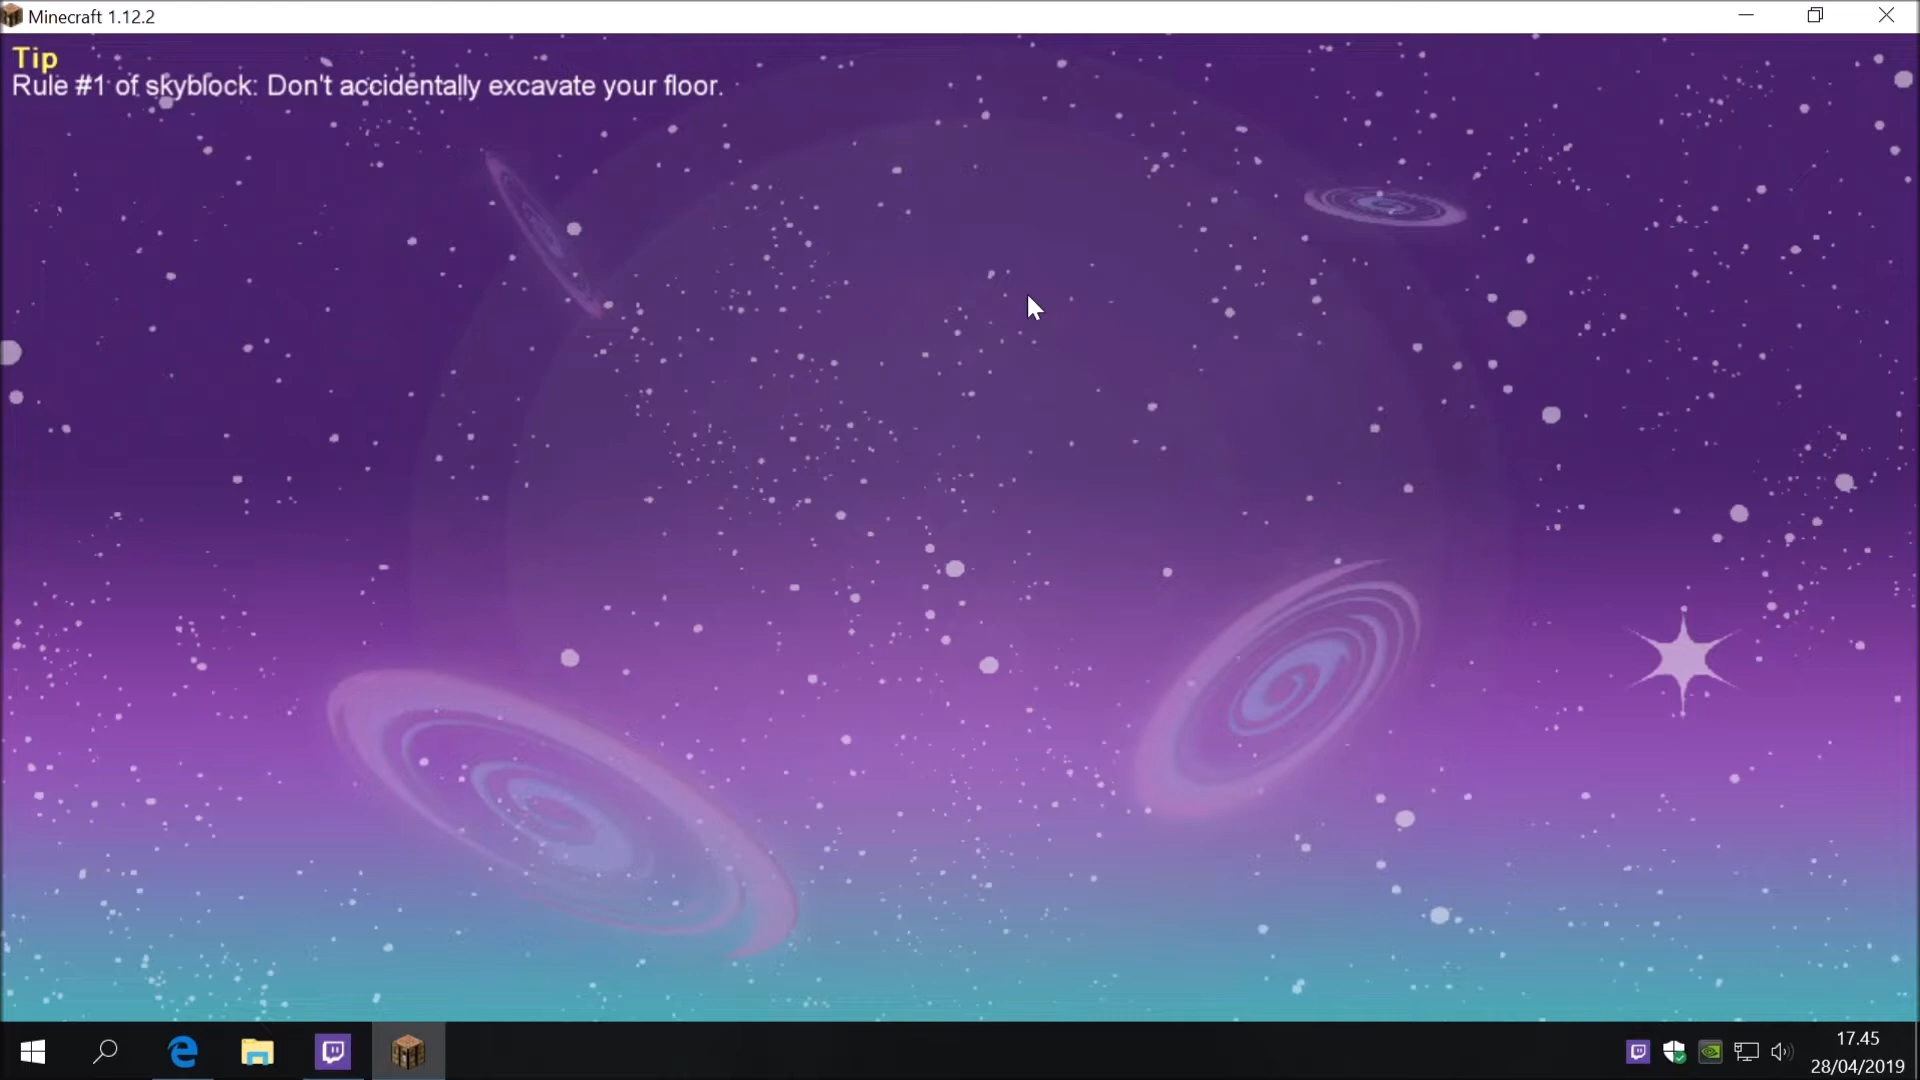 Minecraft 1.12.2
Tip
Rule #1 of skyblock: Don't accidentally excavate your floor.
17.45
28/04/2019